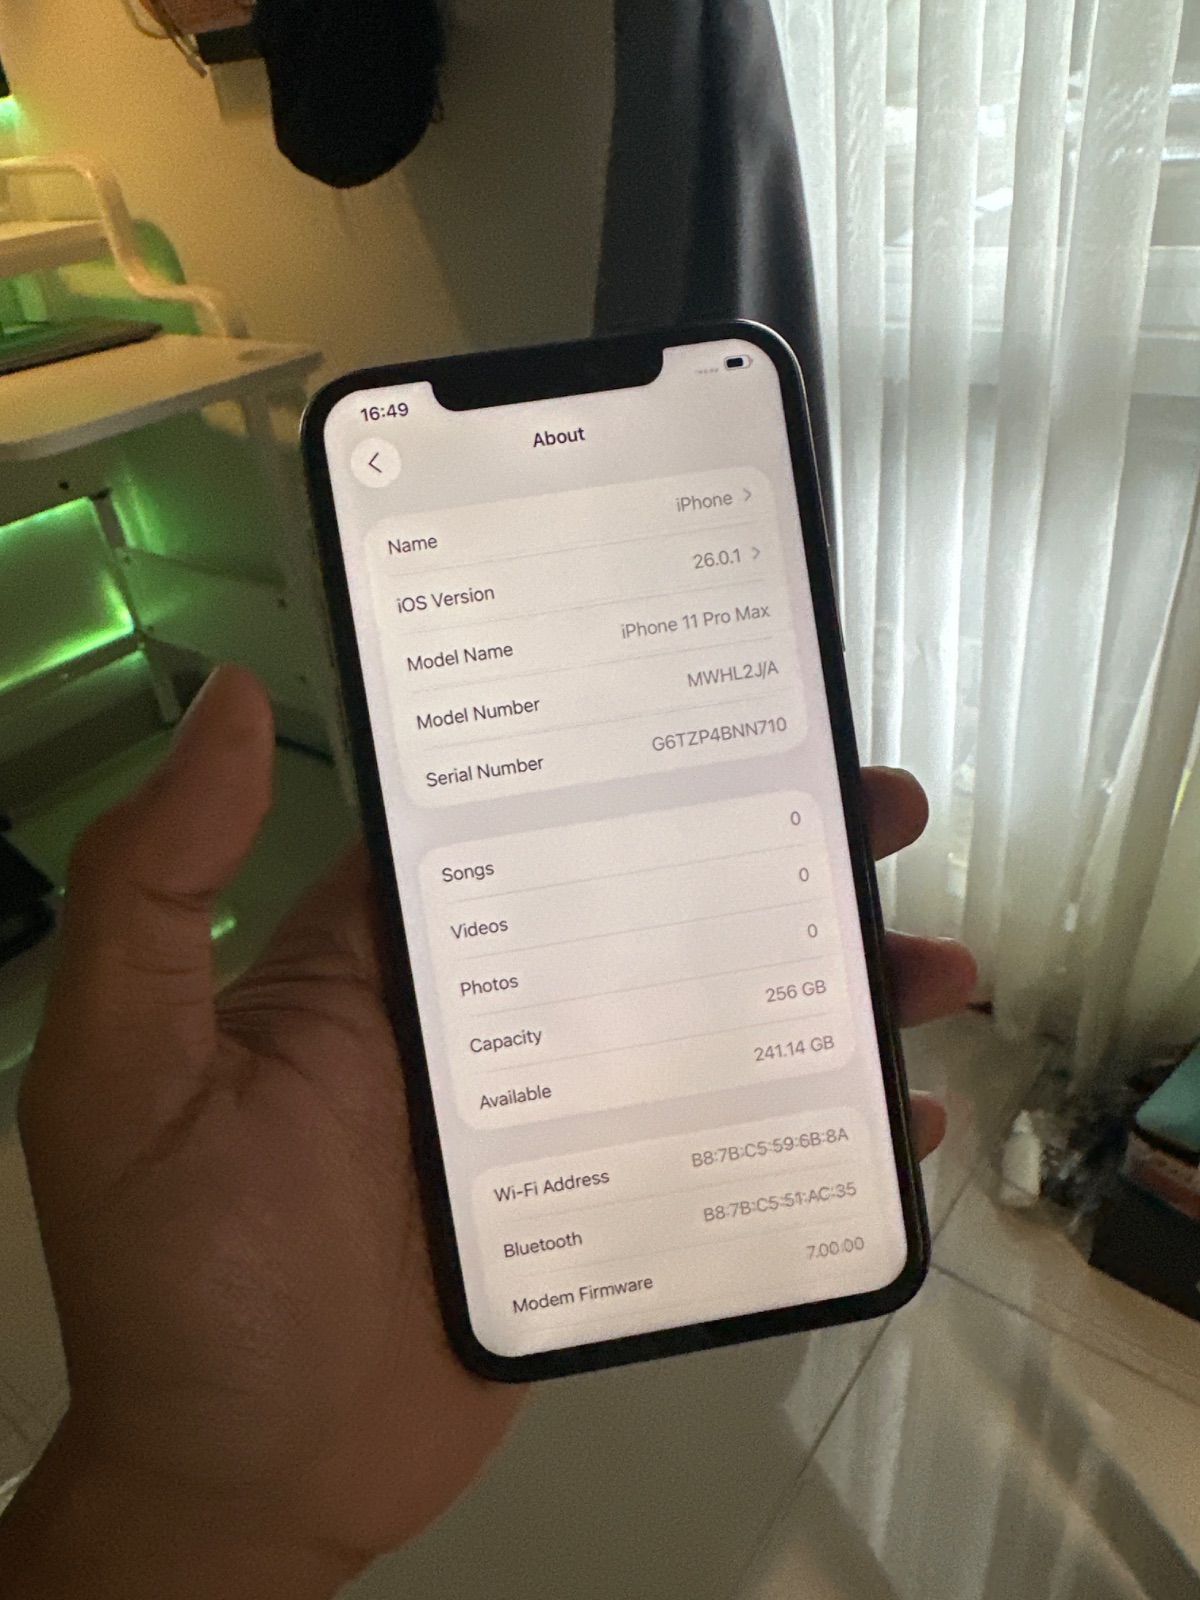 16:49
About
Name iPhone
iOS Version 26.0.1
Model Name iPhone 11 Pro Max
Model Number MWHL2J/A
Serial Number G6TZP4BNN710
Songs 0
Videos 0
Photos 0
Capacity 256 GB
Available 241.14 GB
Wi-Fi Address B8:7B:C5:59:6B:8A
Bluetooth B8:7B:C5:51:AC:35
Modem Firmware 7.00.00